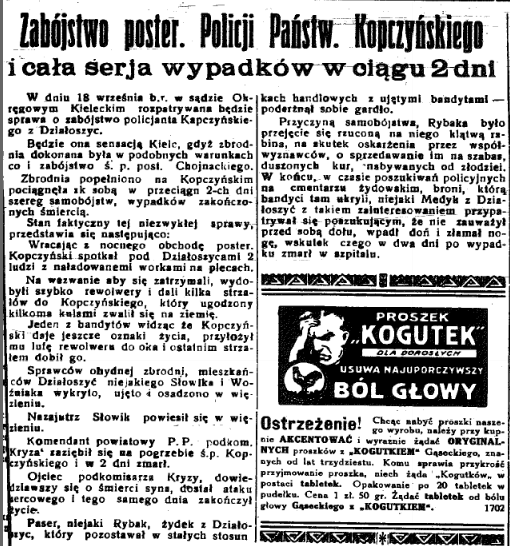 Zabójstwo poster. Policji Państw. Kopczyńskiego
i cała serja wypadków w ciągu 2 dni
W dniu 18 września b.r. w sądzie Okręgowym
Kieleckim rozpatrywana będzie
sprawa o zabójstwo policjanta Kapczyńskiego
z Działoszyc.
Będzie ona sensacją Kielc, gdyż zbrodnia
dokonana była w podobnych warunkach
co i zabójstwo ś. p. post. Chojnackiego.
Zbrodnia popełniono na Kopczyńskim
pociągnęła zk sobą w przeciągn 2-ch dni
szereg samobójstw, wypadków zakończonych
śmiercią.
Stan faktyczny tej niezwykłej sprawy,
przedstawia się następująco:
Wracając z nocnego obchodę poster.
Kopczyński spotkał pod Działoszycami 2
ludzi z naładowanemi workami na plecach.
Na wezwanie aby się zatrzymali, wydobyli
szybko rewolwery i dali kilka strzałów
do Kopczyńskiego, który ugodzony
kilkoma kulami zwalił się na ziemię.
Jeden z bandytów widząc że Kopczyński
daje jeszcze oznaki życia, przyłożył
mu lufę rewolweru do oka i ostatnim strzałem
dobił go.
Sprawców ohydnej zbrodni, mieszkańców
Działoszyc niejakiego Słowika i Woźniaka
wykryto, ujęto i osadzono w więzieniu.
Nazajutrz Słowik powiesił się w więzieniu.
Komendant powiatowy P. P. podkom.
Kryza zaziębił się na pogrzebie ś.p. Kopczyńskiego
i w 2 dni zmarł.
Ojciec podkomisarza Kryzy, dowiedziawszy
się o śmierci syna, dostał ataku
sercowego i tego samego dnia zakończył
życie.
Paser, niejaki Rybak, żydek z Działoszyc,
który pozostawał w stałych stosunkach
handlowych z ujętymi bandytami —
poderżnął sobie gardło.
Przyczyną samobójstwa, Rybaka było
przejęcie się rzuconą na niego klątwą rabina,
na skutek oskarżenia przez współwyznawców,
o sprzedawanie im na szabas,
duszonych kur, nabywanych od złodziei.
W końcu, w czasie poszukiwań policyjnych
na cmentarzu żydowskim, broni, którą
bandyci tam ukryli, niejaki Medyk z Działoszyc
z takiem zainteresowaniem przypatrywał
się poszukującym, że nie zauważył
przed sobą dołu, wpadł doń i złamał nogę,
wskutek czego w dwa dni po wypadku
zmarł w szpitalu.
PROSZEK
„KOGUTEK"
DLA DOROSŁYCH
USUWA NAJUPORCZYWSZY
BÓL GŁOWY
Ostrzeżenie! Chcąc nabyć proszki naszego
wyrobu, należy przy kupnie
AKCENTOWAĆ i wyraźnie żądać ORYGINALNYCH
proszków z „KOGUTKIEM" Gąseckiego, znanych
od lat trzydziestu. Komu sprawia przykrość
przyjmowanie proszka, niech żąda „Kogutków, w
postaci tabletek. Opakowanie po 20 tabletek w
pudełku. Cena 1 zł. 50 gr. Żądać tabletek od bólu
głowy Gąseckiego z „KOGUTKIEM". 1702